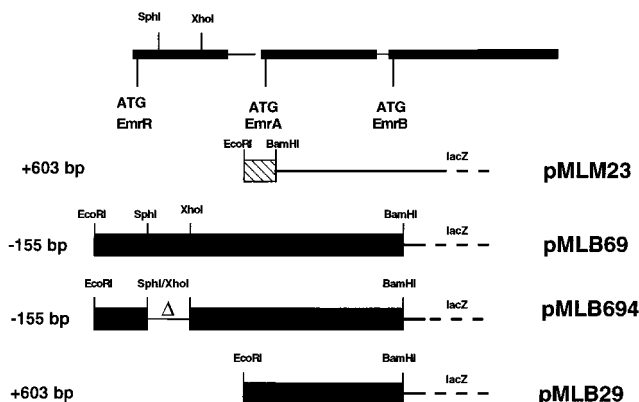 SphI XhoI
ATG ATG ATG
EmrR EmrA EmrB
EcoRI BamHI
+603 bp lacZ pMLM23
EcoRI SphI XhoI BamHI
-155 bp lacZ pMLB69
EcoRI SphI/XhoI BamHI
-155 bp Δ lacZ pMLB694
EcoRI BamHI
+603 bp lacZ pMLB29